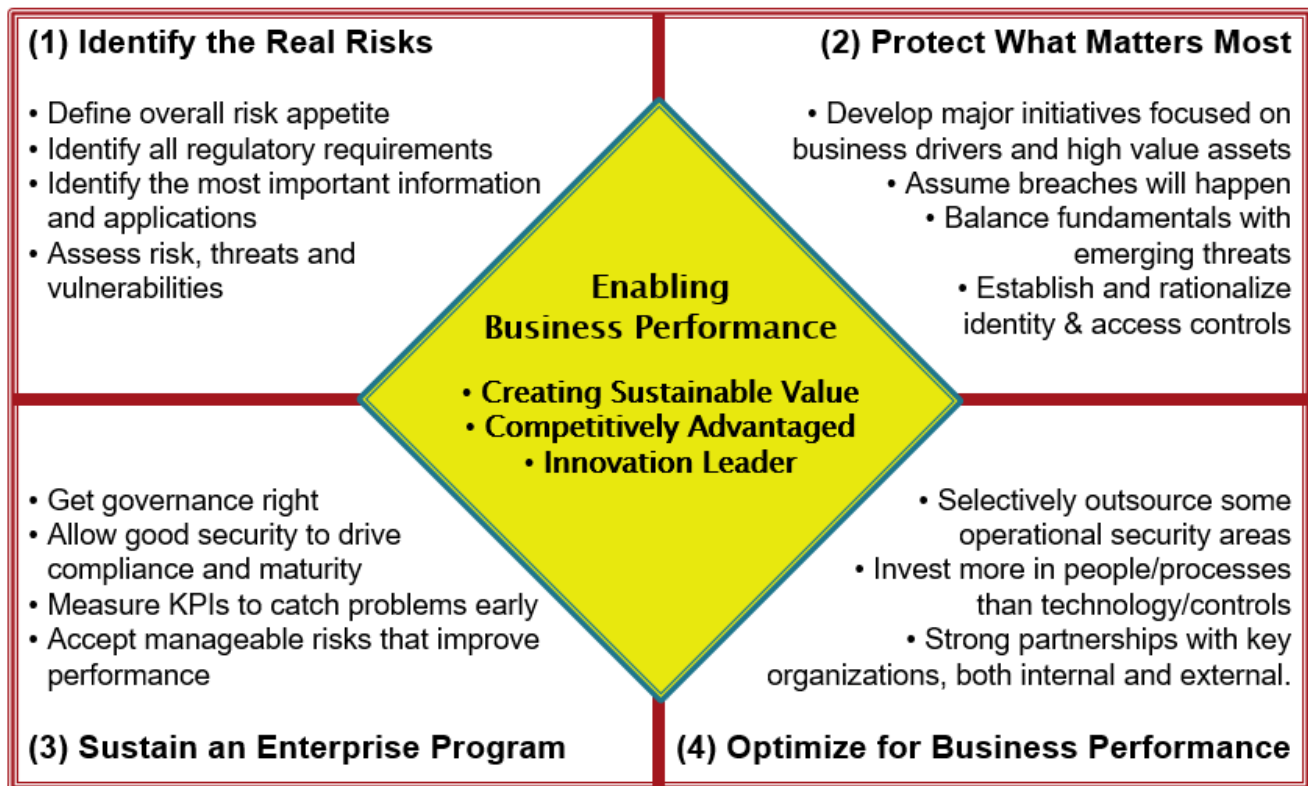 (1) Identify the Real Risks
• Define overall risk appetite
• Identify all regulatory requirements
• Identify the most important information
and applications
• Assess risk, threats and
vulnerabilities
(2) Protect What Matters Most
• Develop major initiatives focused on
business drivers and high value assets
• Assume breaches will happen
• Balance fundamentals with
emerging threats
• Establish and rationalize
identity & access controls
Enabling
Business Performance
• Creating Sustainable Value
• Competitively Advantaged
• Innovation Leader
• Get governance right
• Allow good security to drive
compliance and maturity
• Measure KPIs to catch problems early
• Accept manageable risks that improve
performance
(3) Sustain an Enterprise Program
• Selectively outsource some
operational security areas
• Invest more in people/processes
than technology/controls
• Strong partnerships with key
organizations, both internal and external.
(4) Optimize for Business Performance